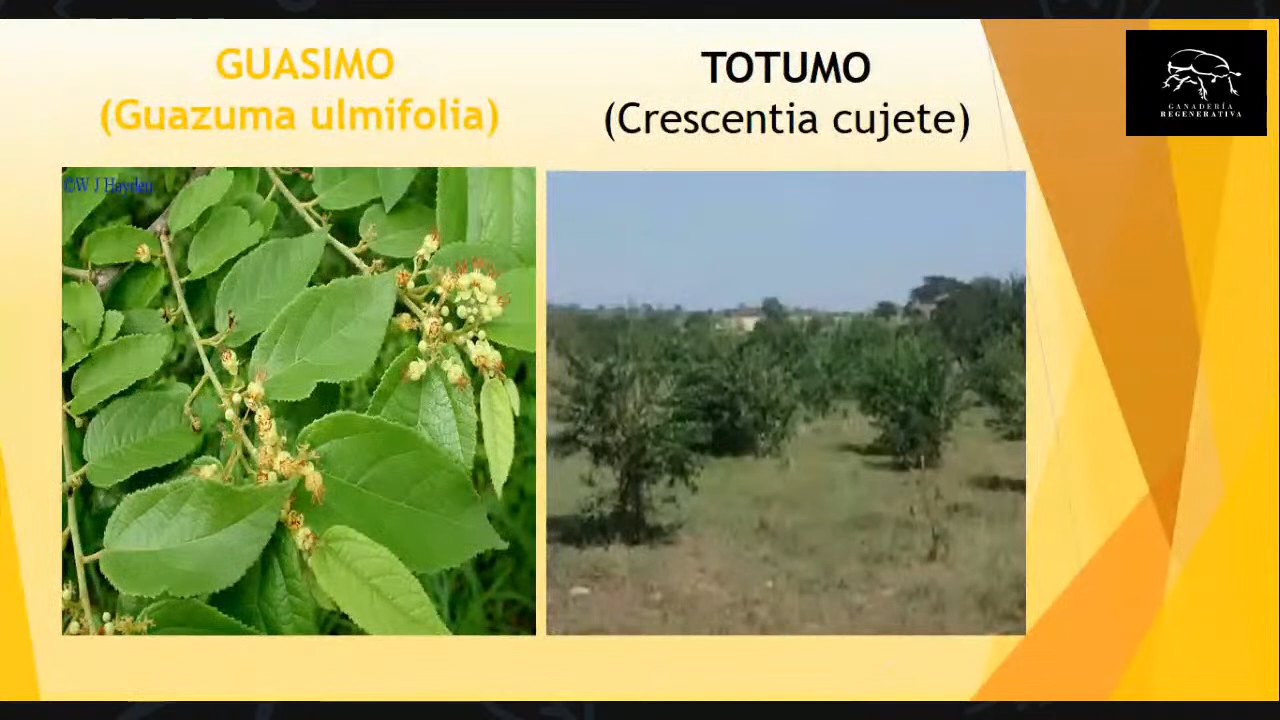 GUASIMO
(Guazuma ulmifolia)
TOTUMO
(Crescentia cujete)
GANADERÍA
REGENERATIVA
©W J Hayden